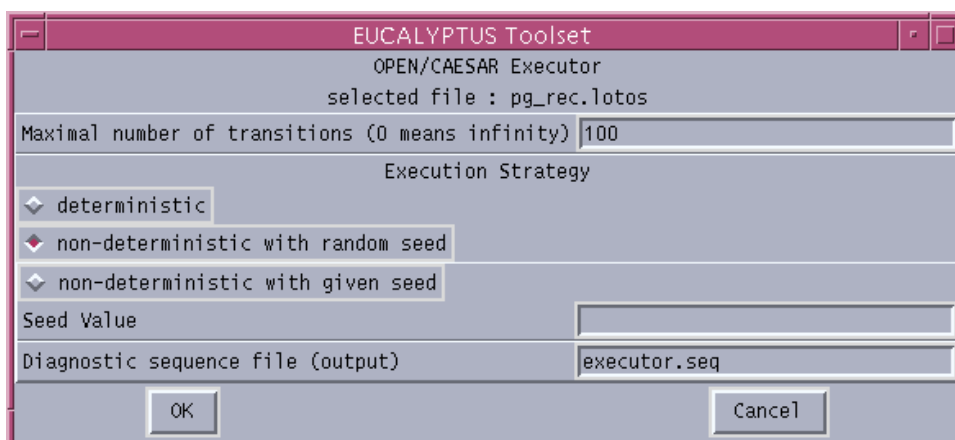 EUCALYPTUS Toolset
OPEN/CAESAR Executor
selected file : pg_rec.lotos
Maximal number of transitions (0 means infinity) 100
Execution Strategy
deterministic
non-deterministic with random seed
non-deterministic with given seed
Seed Value
Diagnostic sequence file (output) executor.seq
OK Cancel